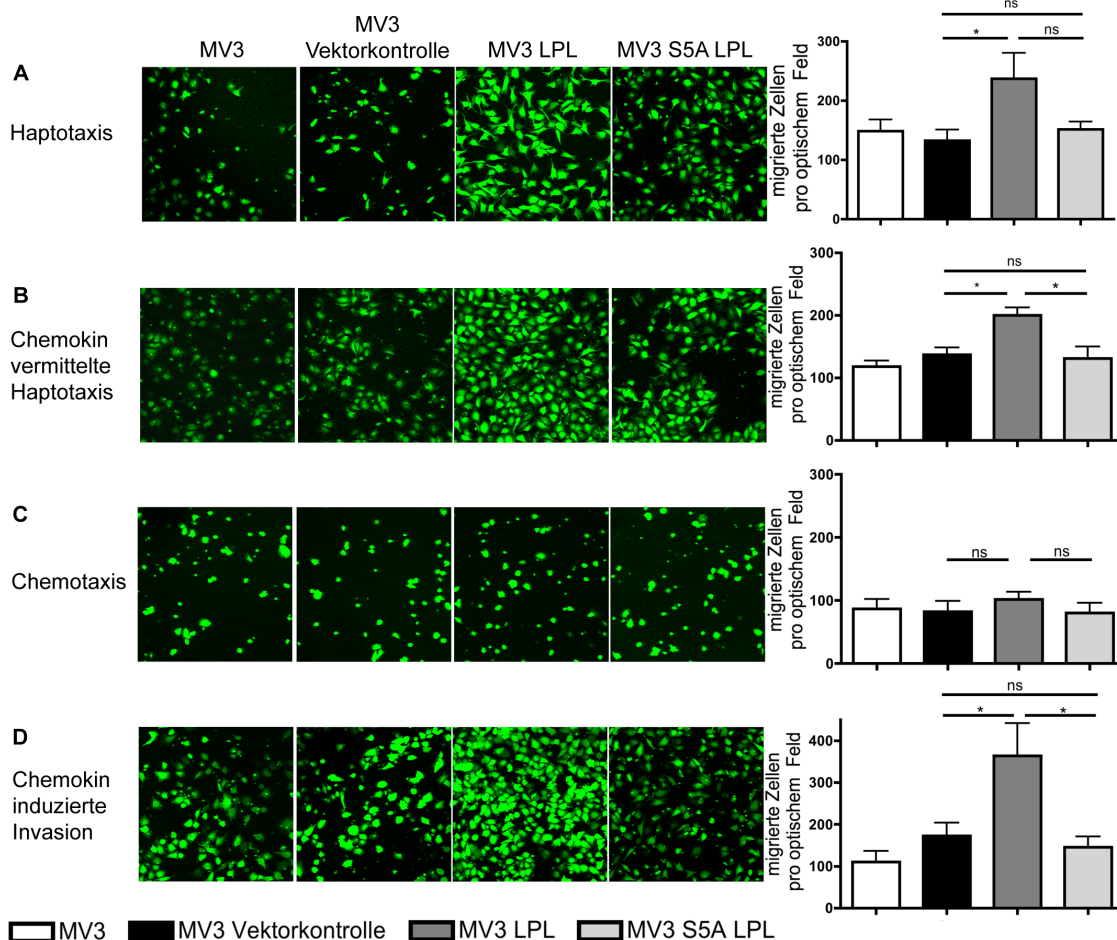 MV3
MV3
Vektorkontrolle
MV3 LPL
MV3 S5A LPL
A
Haptotaxis
migrierte Zellen
pro optischem Feld
300
200
100
0
ns
*
ns
B
Chemokin
vermittelte
Haptotaxis
migrierte Zellen
pro optischem Feld
300
200
100
0
ns
*
*
C
Chemotaxis
migrierte Zellen
pro optischem Feld
300
200
100
0
ns
ns
D
Chemokin
induzierte
Invasion
migrierte Zellen
pro optischem Feld
400
300
200
100
0
ns
*
*
MV3
MV3 Vektorkontrolle
MV3 LPL
MV3 S5A LPL